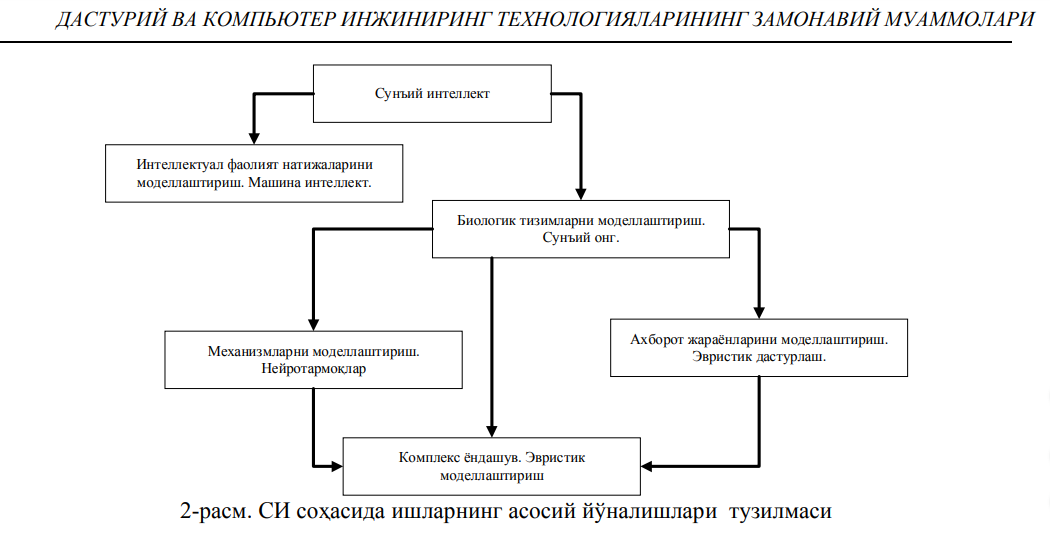 ДАСТУРИЙ ВА КОМПЬЮТЕР ИНЖИНИРИНГ ТЕХНОЛОГИЯЛАРИНИНГ ЗАМОНАВИЙ МУАММОЛАРИ
Сунъий интеллект
Интеллектуал фаолият натижаларини
моделлаштириш. Машина интеллект.
Биологик тизимларни моделлаштириш.
Сунъий онг.
Механизмларни моделлаштириш.
Нейротармоқлар
Ахборот жараёнларини моделлаштириш.
Эвристик дастурлаш.
Комплекс ёндашув. Эвристик
моделлаштириш
2-расм. СИ соҳасида ишларнинг асосий йўналишлари тузилмаси